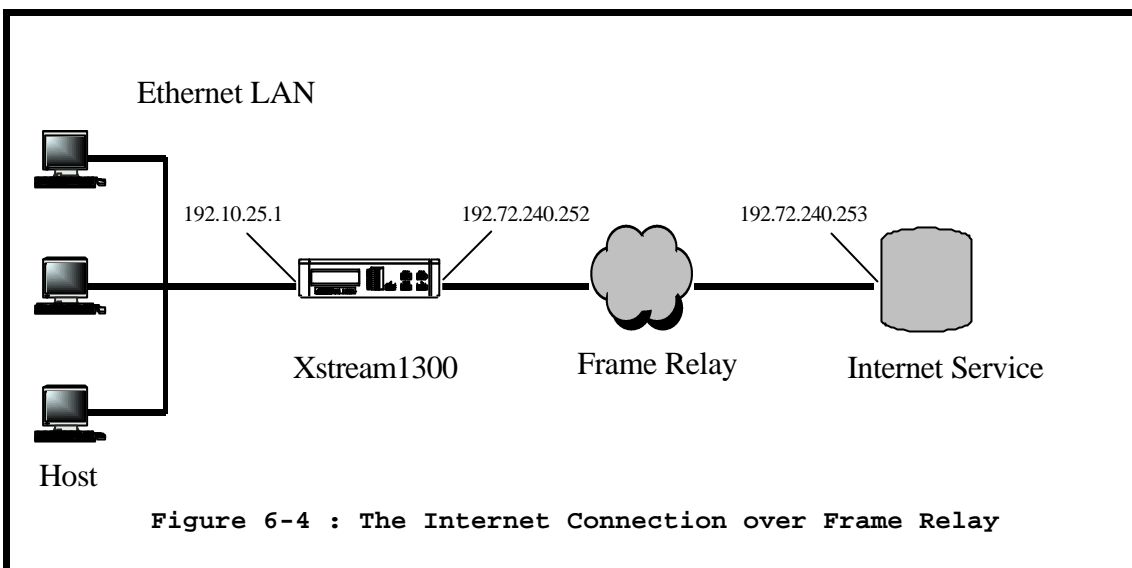 Ethernet LAN
192.10.25.1
192.72.240.252
192.72.240.253
Xstream1300
Frame Relay
Internet Service
Host
Figure 6-4 : The Internet Connection over Frame Relay